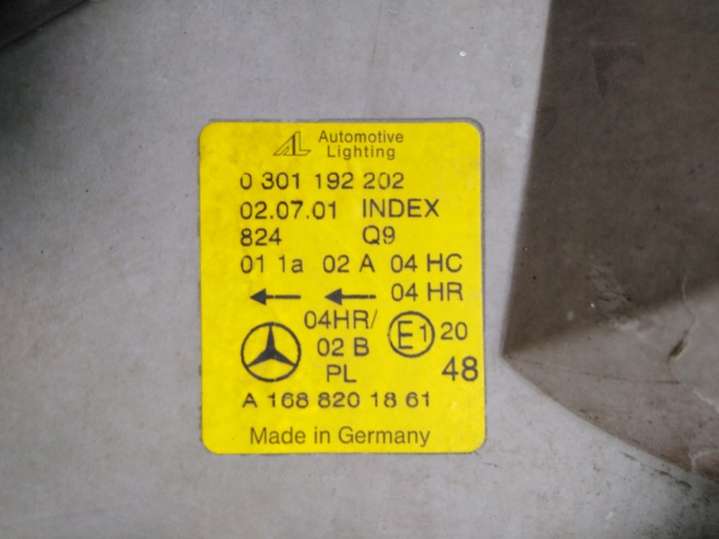 AL Automotive
Lighting
0 301 192 202
02.07.01 INDEX
824 Q9
01 1a 02 A 04 HC
← ← 04 HR
04HR/
02 B E1 20
PL 48
A 168 820 18 61
Made in Germany